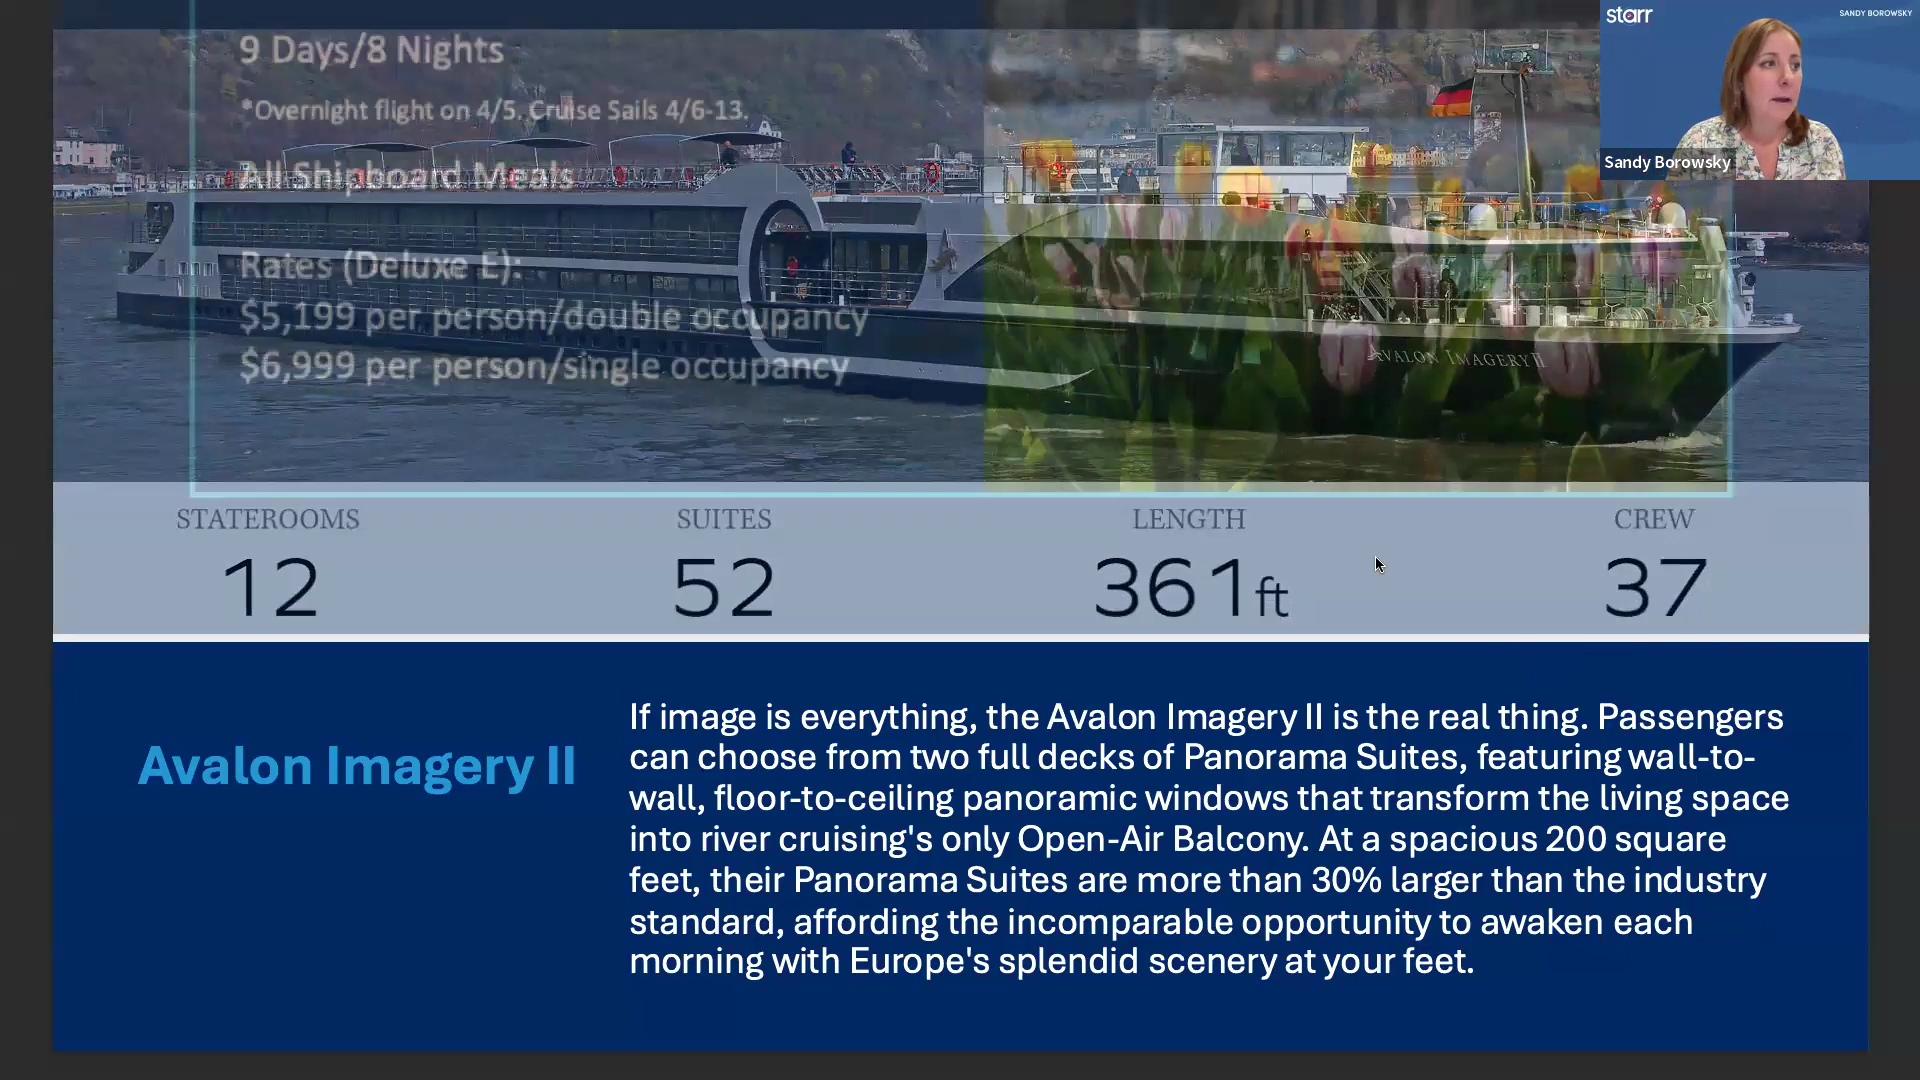 starr
SANDY BOROWSKY
Sandy Borowsky
9 Days/8 Nights
*Overnight flight on 4/5. Cruise Sails 4/6-13.
All Shipboard Meals
Rates (Deluxe E):
$5,199 per person/double occupancy
$6,999 per person/single occupancy
AVALON IMAGERY II
STATEROOMS
12
SUITES
52
LENGTH
361ft
CREW
37
Avalon Imagery II
If image is everything, the Avalon Imagery II is the real thing. Passengers
can choose from two full decks of Panorama Suites, featuring wall-to-
wall, floor-to-ceiling panoramic windows that transform the living space
into river cruising's only Open-Air Balcony. At a spacious 200 square
feet, their Panorama Suites are more than 30% larger than the industry
standard, affording the incomparable opportunity to awaken each
morning with Europe's splendid scenery at your feet.